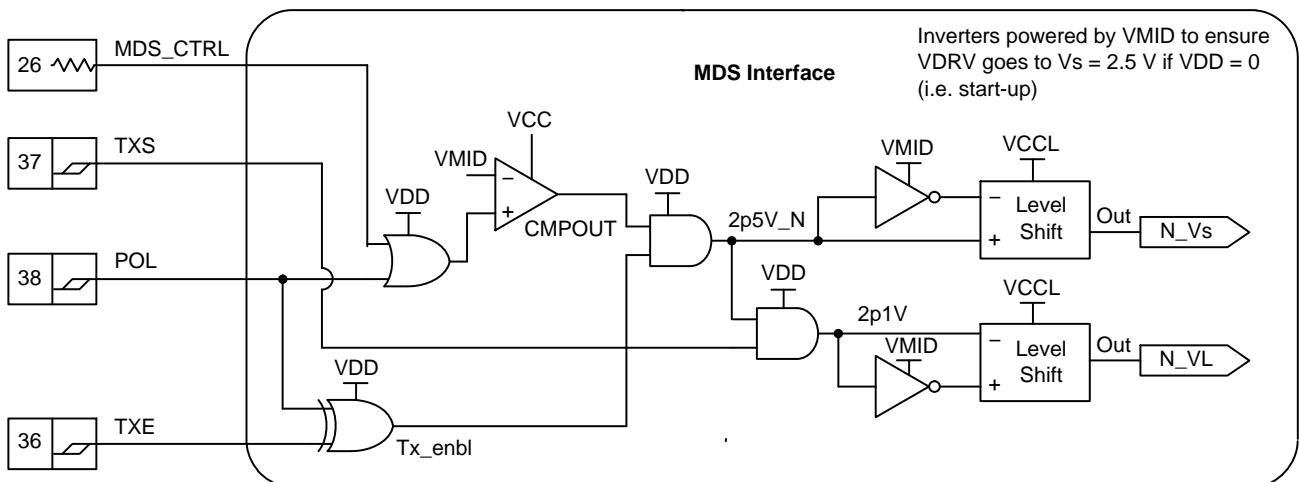 Inverters powered by VMID to ensure
VDRV goes to Vs = 2.5 V if VDD = 0
(i.e. start-up)
MDS Interface
26
MDS_CTRL
37
TXS
38
POL
36
TXE
VDD
VMID
VCC
−
+
CMPOUT
VDD
2p5V_N
VMID
VCCL
−
+
Level
Shift
Out
N_Vs
VDD
2p1V
VMID
VCCL
−
+
Level
Shift
Out
N_VL
VDD
Tx_enbl